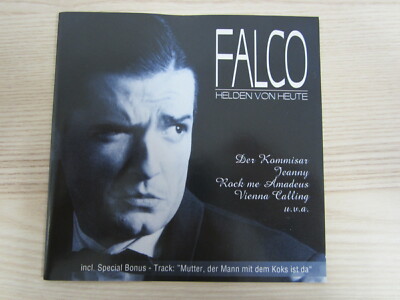 FALCO
HELDEN VON HEUTE
Der Kommisar
Jeanny
Rock me Amadeus
Vienna Calling
u.v.a.
incl. Special Bonus - Track: "Mutter, der Mann mit dem Koks ist da"